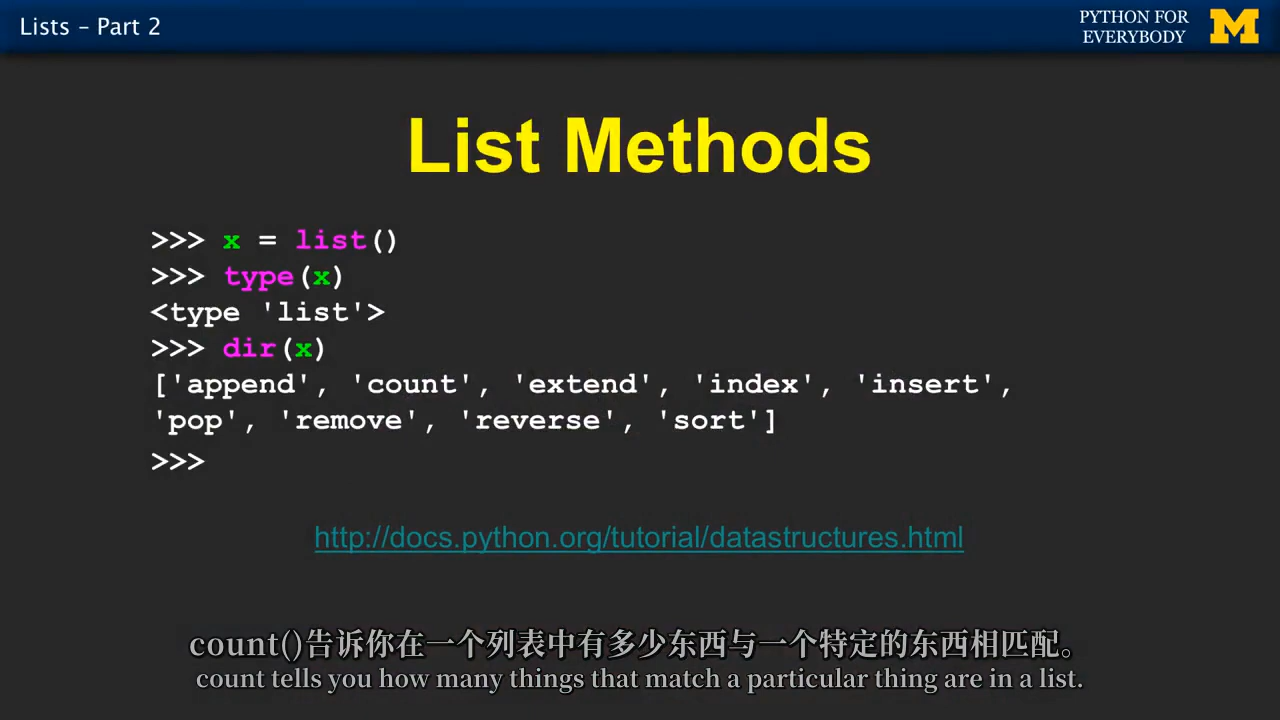 Lists – Part 2
PYTHON FOR
EVERYBODY
M
List Methods
>>> x = list()
>>> type(x)
<type 'list'>
>>> dir(x)
['append', 'count', 'extend', 'index', 'insert',
'pop', 'remove', 'reverse', 'sort']
>>>
http://docs.python.org/tutorial/datastructures.html
count()告诉你在一个列表中有多少东西与一个特定的东西相匹配。
count tells you how many things that match a particular thing are in a list.